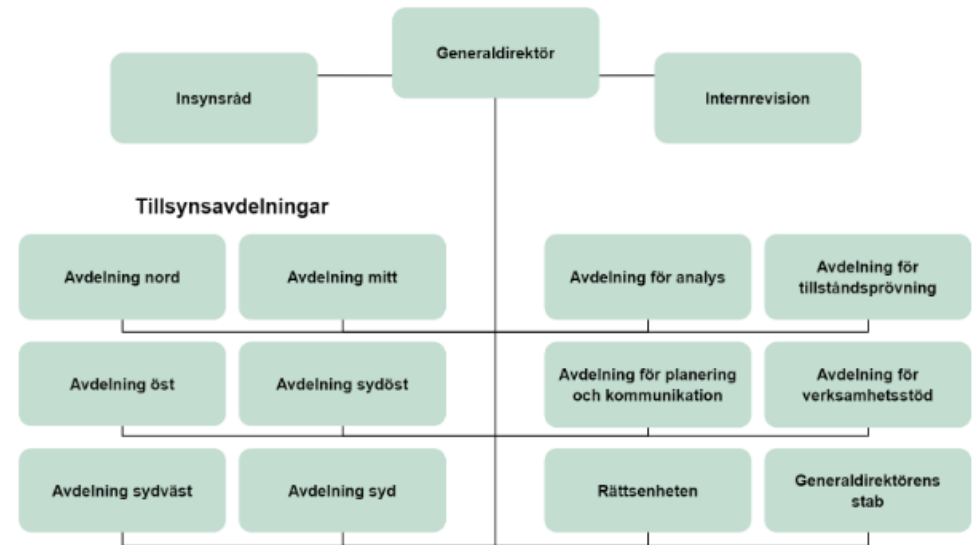 Generaldirektör
Insynsråd
Internrevision
Tillsynsavdelningar
Avdelning nord
Avdelning mitt
Avdelning för analys
Avdelning för
tillståndsprövning
Avdelning öst
Avdelning sydöst
Avdelning för planering
och kommunikation
Avdelning för
verksamhetsstöd
Avdelning sydväst
Avdelning syd
Rättsenheten
Generaldirektörens
stab